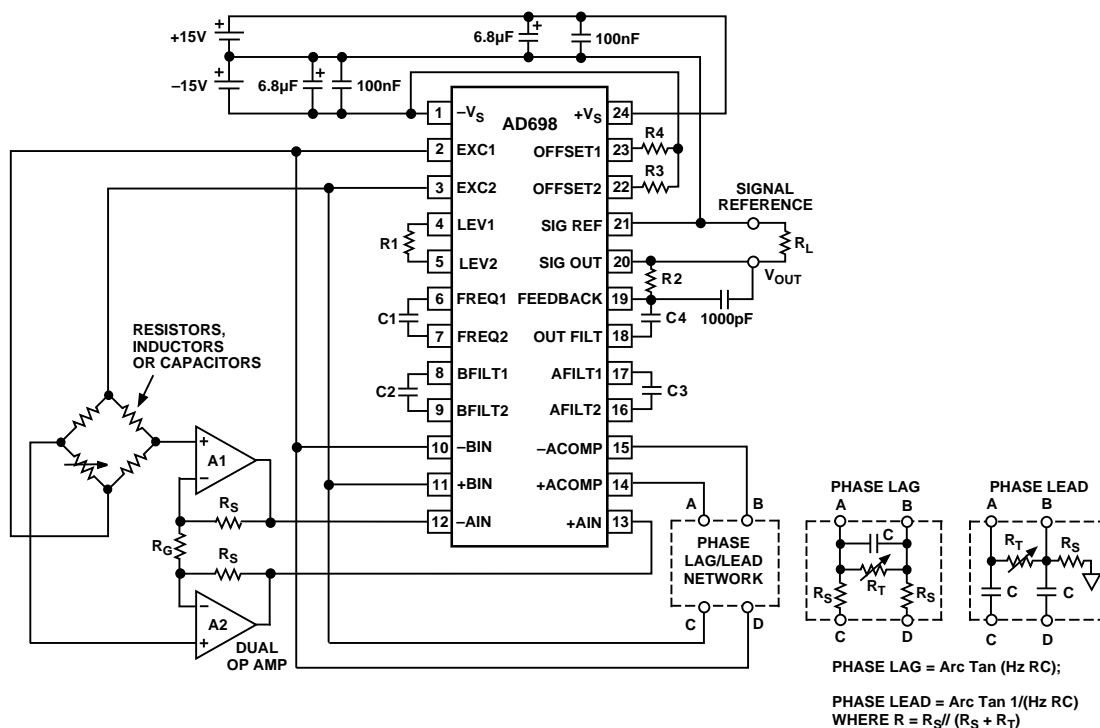 +15V
–15V
6.8µF
100nF
6.8µF
100nF
AD698
1 –VS
2 EXC1
3 EXC2
4 LEV1
5 LEV2
6 FREQ1
7 FREQ2
8 BFILT1
9 BFILT2
10 –BIN
11 +BIN
12 –AIN
+VS 24
OFFSET1 23
OFFSET2 22
SIG REF 21
SIG OUT 20
FEEDBACK 19
OUT FILT 18
AFILT1 17
AFILT2 16
–ACOMP 15
+ACOMP 14
+AIN 13
R1
C1
C2
R4
R3
R2
C4
1000pF
C3
SIGNAL
REFERENCE
RL
VOUT
RESISTORS,
INDUCTORS
OR CAPACITORS
A1
+
–
RS
RG
RS
A2
–
+
DUAL
OP AMP
A
B
PHASE
LAG/LEAD
NETWORK
C
D
PHASE LAG
A
B
C
RT
RS
RS
C
D
PHASE LEAD
A
B
RT
RS
C
C
C
D
PHASE LAG = Arc Tan (Hz RC);
PHASE LEAD = Arc Tan 1/(Hz RC)
WHERE R = RS// (RS + RT)